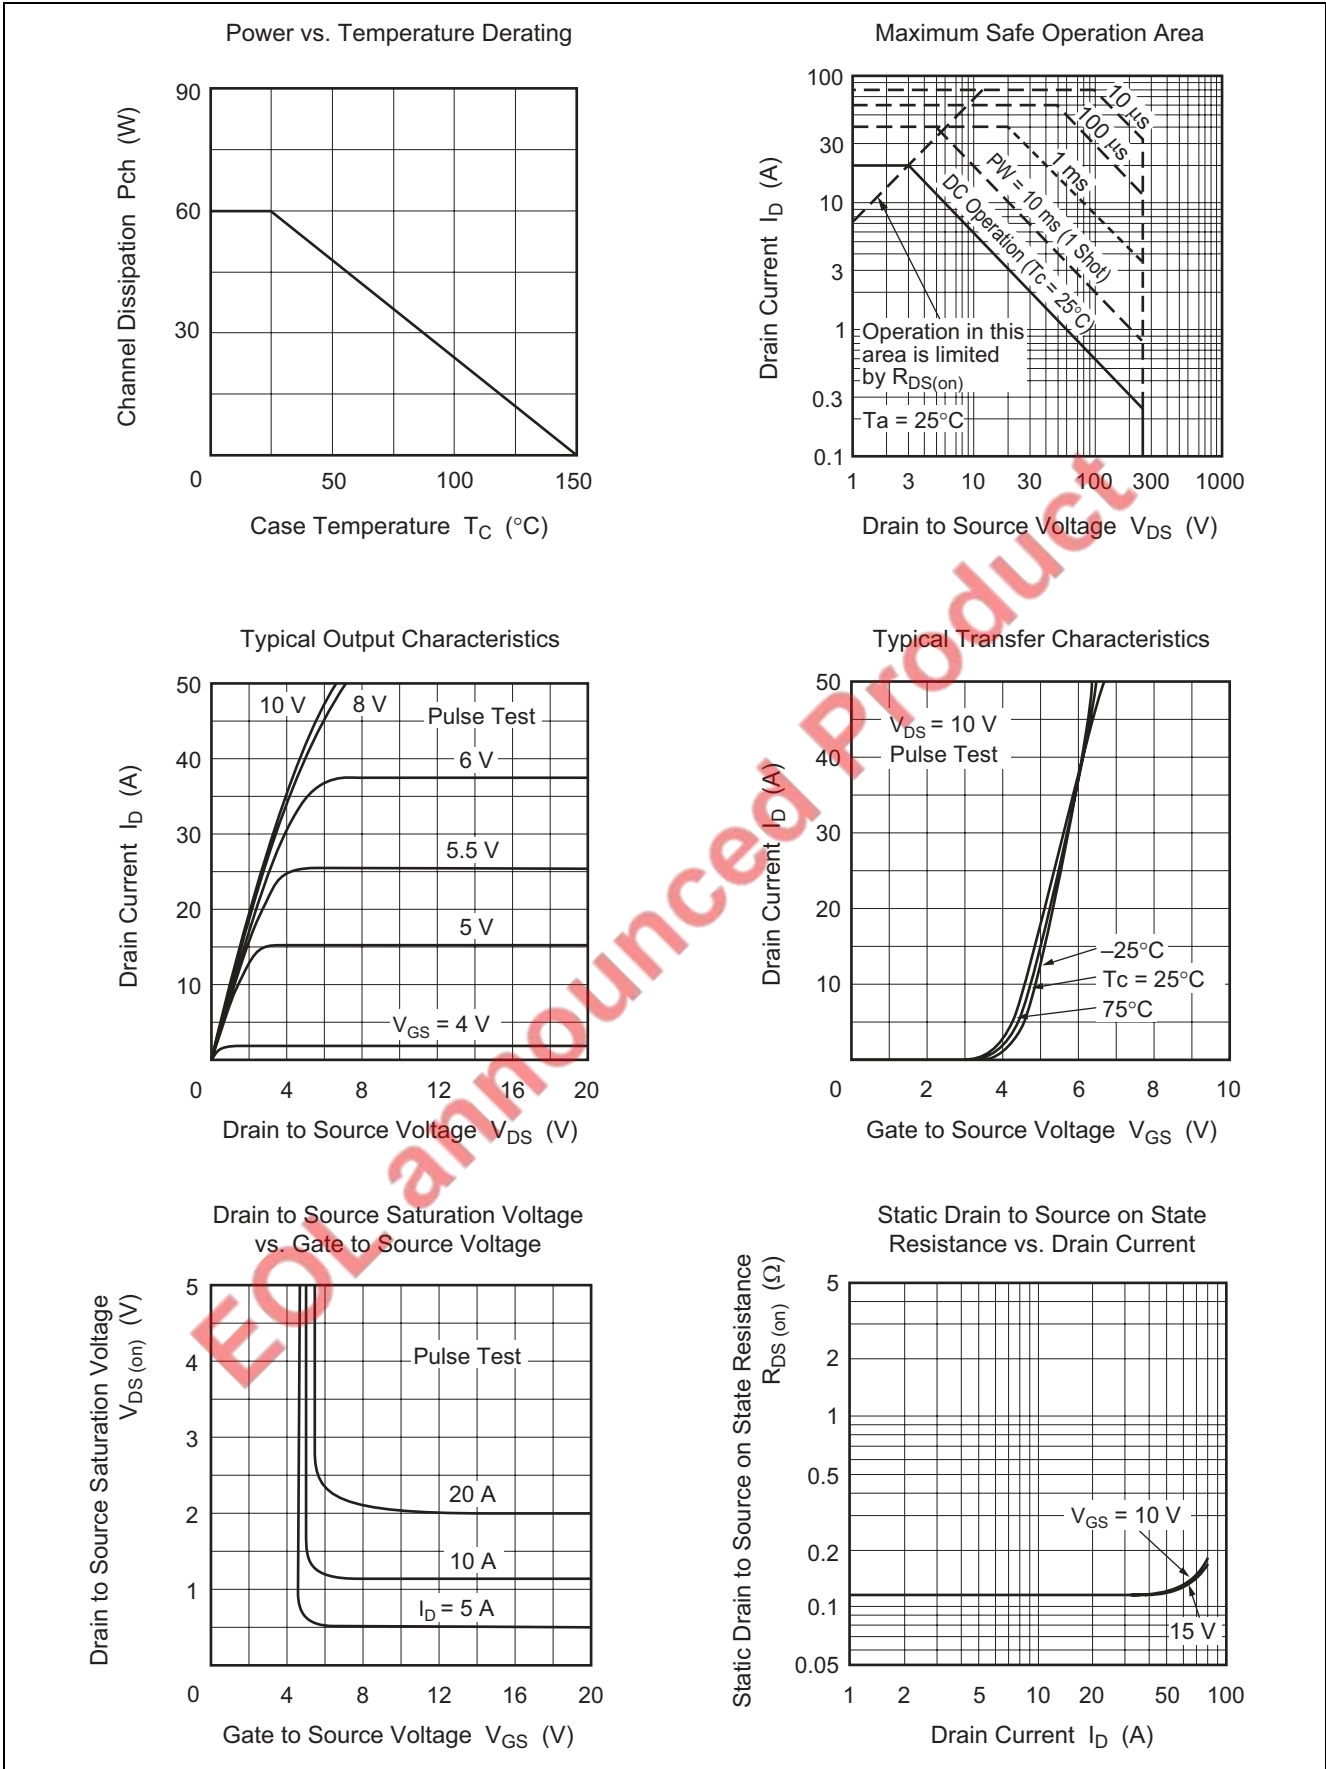 Power vs. Temperature Derating
90
60
30
0
50
100
150
Channel Dissipation Pch (W)
Case Temperature TC (°C)
Maximum Safe Operation Area
100
30
10
3
1
0.3
0.1
1
3
10
30
100
300
1000
Drain Current ID (A)
Drain to Source Voltage VDS (V)
10 μs
100 μs
1 ms
PW = 10 ms (1 Shot)
DC Operation (Tc = 25°C)
Operation in this
area is limited
by RDS(on)
Ta = 25°C
Typical Output Characteristics
50
40
30
20
10
0
4
8
12
16
20
Drain Current ID (A)
Drain to Source Voltage VDS (V)
10 V
8 V
Pulse Test
6 V
5.5 V
5 V
VGS = 4 V
Typical Transfer Characteristics
50
40
30
20
10
0
2
4
6
8
10
Drain Current ID (A)
Gate to Source Voltage VGS (V)
VDS = 10 V
Pulse Test
–25°C
Tc = 25°C
75°C
Drain to Source Saturation Voltage
vs. Gate to Source Voltage
5
4
3
2
1
0
4
8
12
16
20
Drain to Source Saturation Voltage
VDS (on) (V)
Gate to Source Voltage VGS (V)
Pulse Test
20 A
10 A
ID = 5 A
Static Drain to Source on State
Resistance vs. Drain Current
5
2
1
0.5
0.2
0.1
0.05
1
2
5
10
20
50
100
Static Drain to Source on State Resistance
RDS (on) (Ω)
Drain Current ID (A)
VGS = 10 V
15 V
EOL announced Product